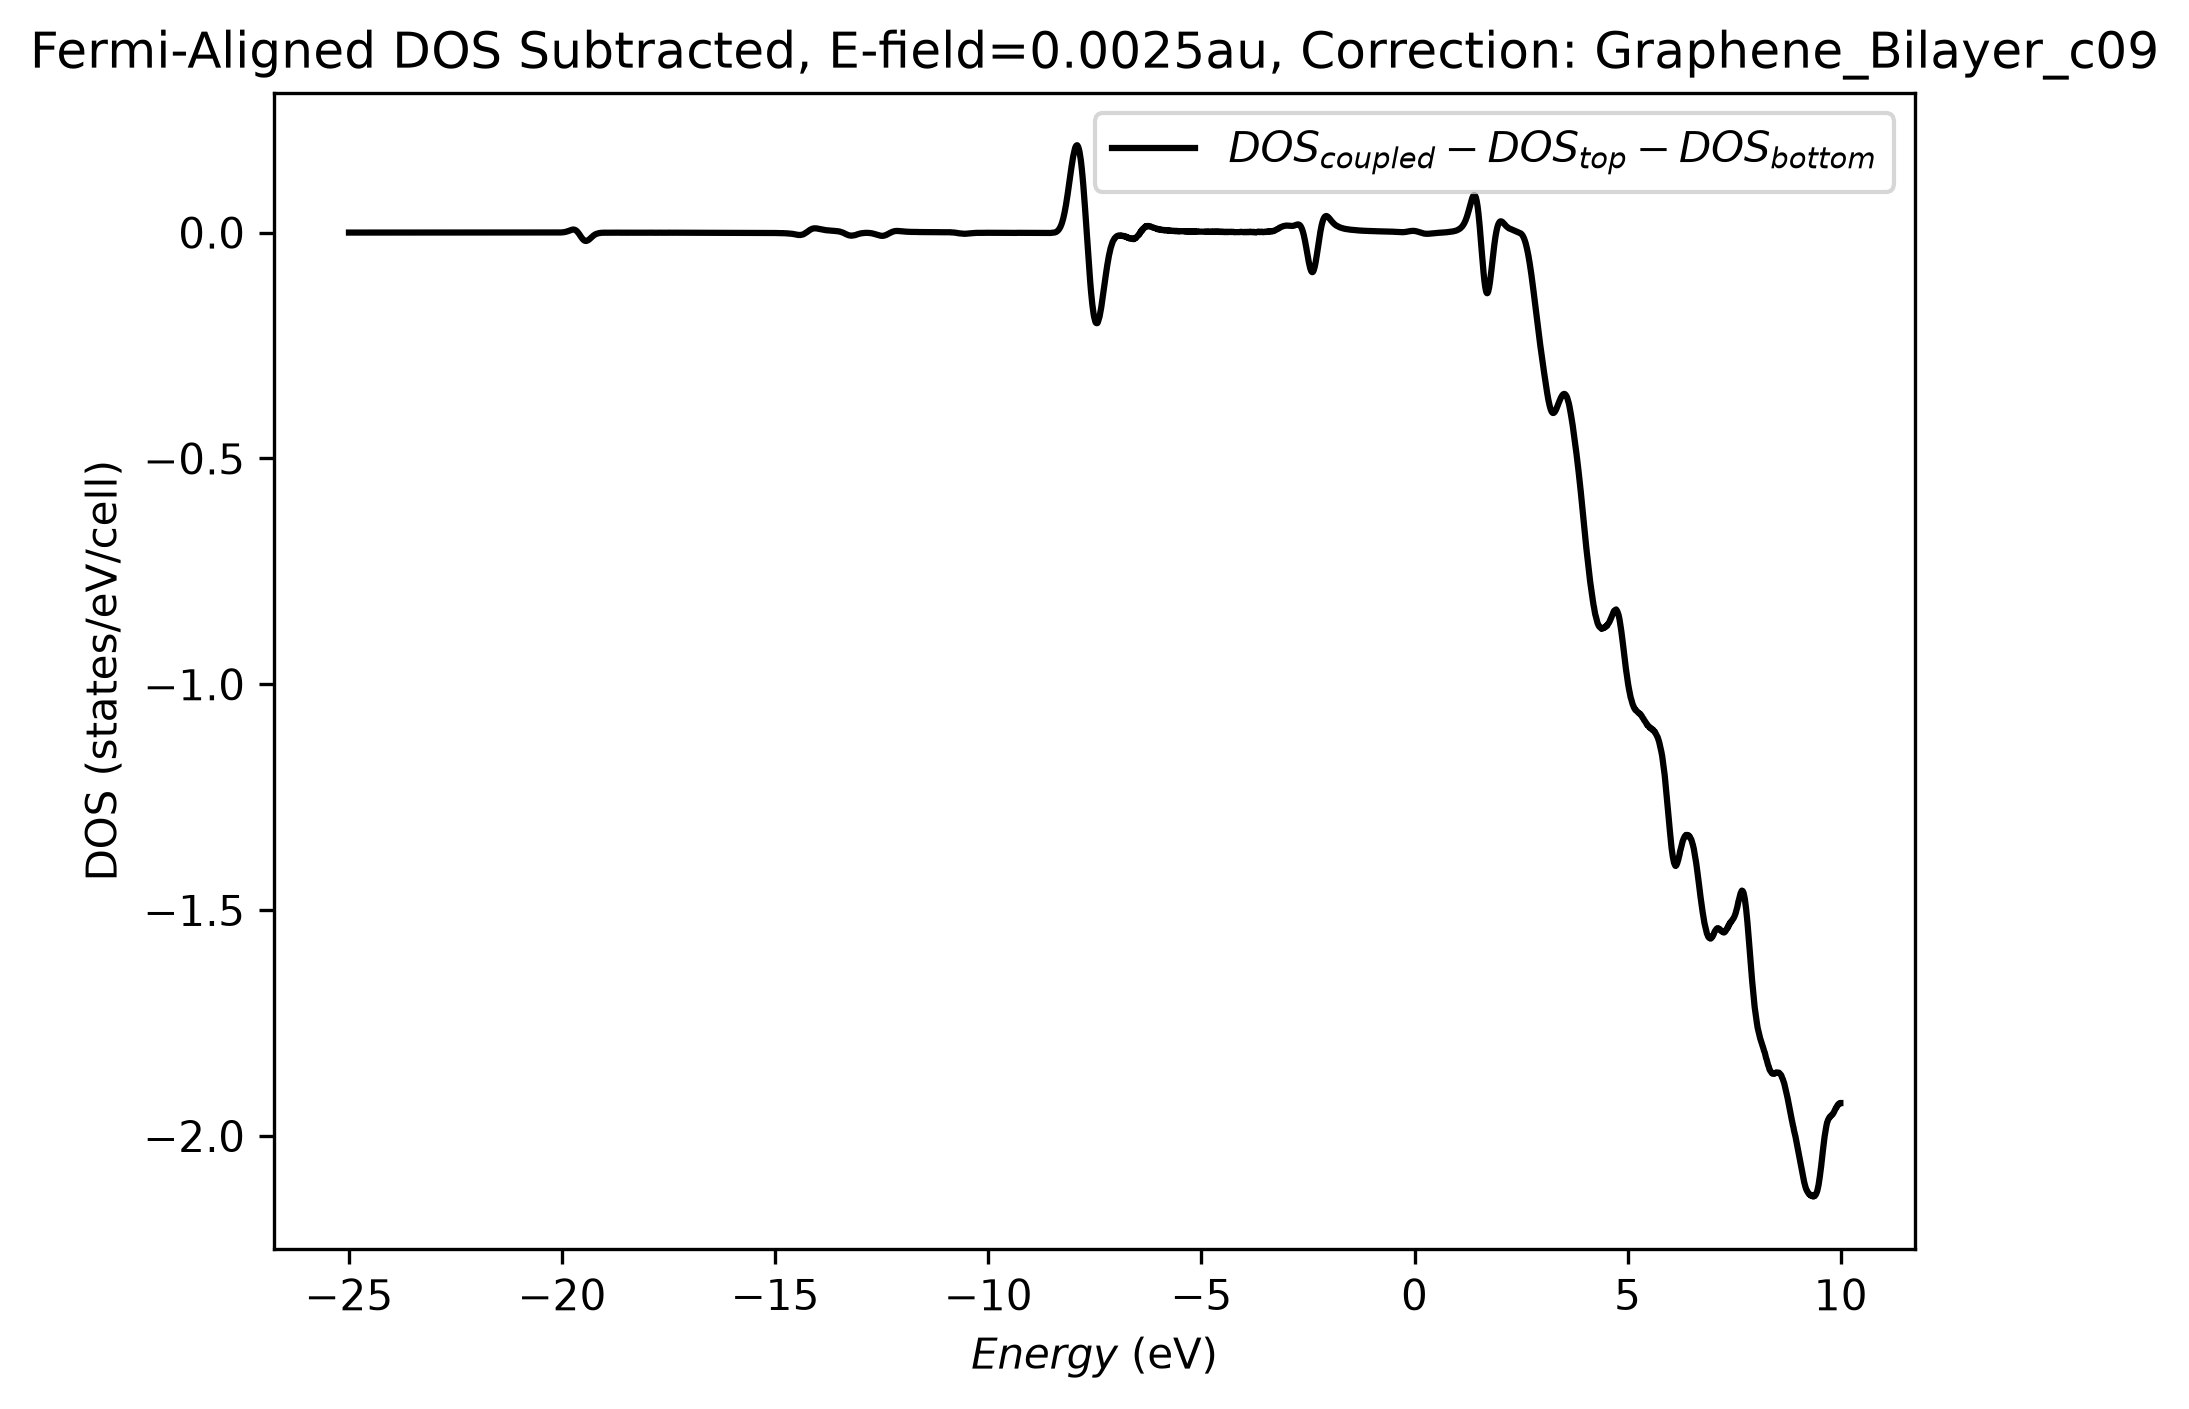 Fermi-Aligned DOS Subtracted, E-field=0.0025au, Correction: Graphene_Bilayer_c09
DOS_coupled − DOS_top − DOS_bottom
DOS (states/eV/cell)
0.0
−0.5
−1.0
−1.5
−2.0
−25 −20 −15 −10 −5 0 5 10
Energy (eV)